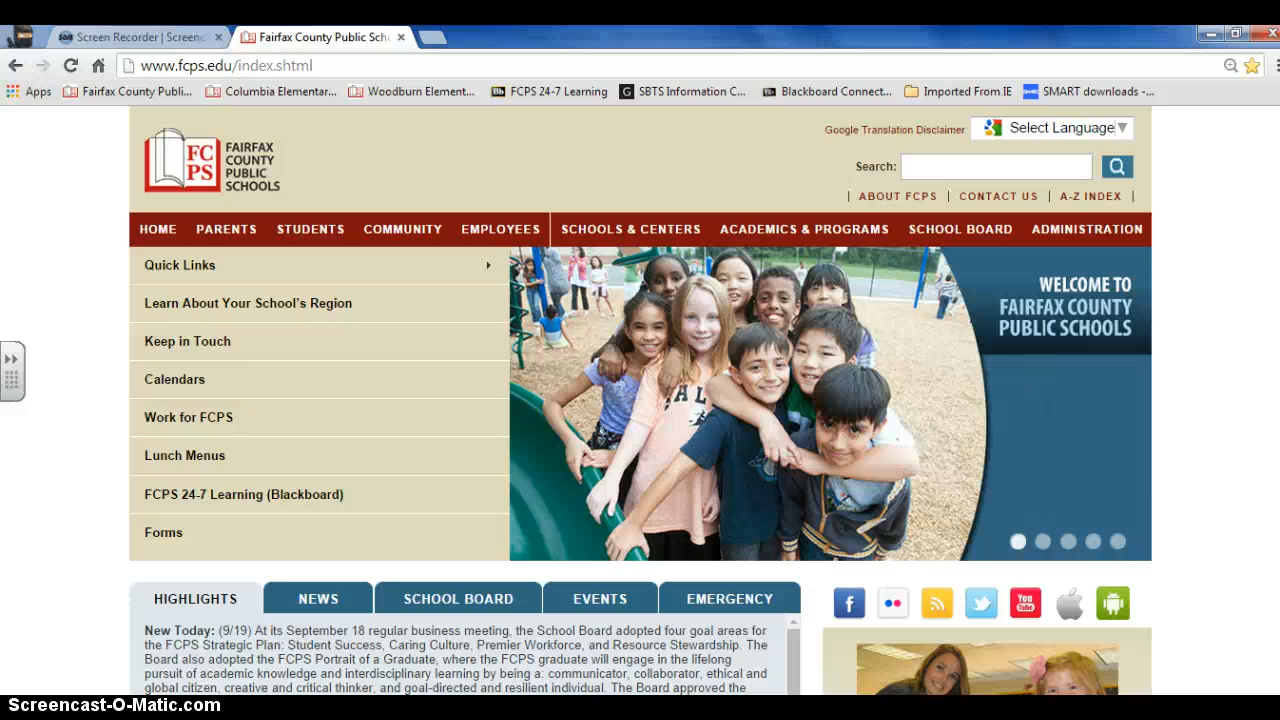 Screen Recorder | Screenc
Fairfax County Public Sch
www.fcps.edu/index.shtml
Apps
Fairfax County Publi...
Columbia Elementar...
Woodburn Element...
Bb FCPS 24-7 Learning
G SBTS Information C...
Bb Blackboard Connect...
Imported From IE
SMART downloads -...
FC
PS
FAIRFAX
COUNTY
PUBLIC
SCHOOLS
Google Translation Disclaimer
Select Language
Search:
ABOUT FCPS | CONTACT US | A-Z INDEX
HOME PARENTS STUDENTS COMMUNITY EMPLOYEES SCHOOLS & CENTERS ACADEMICS & PROGRAMS SCHOOL BOARD ADMINISTRATION
Quick Links
Learn About Your School's Region
Keep in Touch
Calendars
Work for FCPS
Lunch Menus
FCPS 24-7 Learning (Blackboard)
Forms
WELCOME TO
FAIRFAX COUNTY
PUBLIC SCHOOLS
HIGHLIGHTS NEWS SCHOOL BOARD EVENTS EMERGENCY
You Tube
New Today: (9/19) At its September 18 regular business meeting, the School Board adopted four goal areas for
the FCPS Strategic Plan: Student Success, Caring Culture, Premier Workforce, and Resource Stewardship. The
Board also adopted the FCPS Portrait of a Graduate, where the FCPS graduate will engage in the lifelong
pursuit of academic knowledge and interdisciplinary learning by being a: communicator, collaborator, ethical and
global citizen, creative and critical thinker, and goal-directed and resilient individual. The Board approved the
Screencast-O-Matic.com